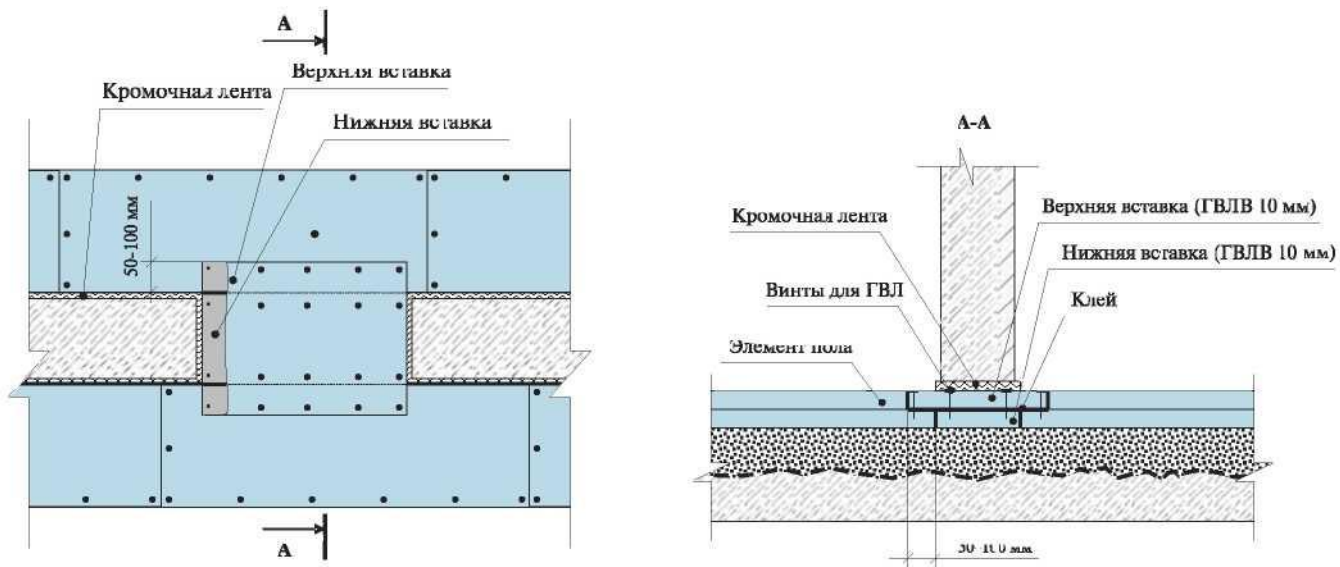 А
Верхняя вставка
Кромочная лента
Нижняя вставка
50-100 мм
А
А-А
Кромочная лента
Верхняя вставка (ГВЛВ 10 мм)
Нижняя вставка (ГВЛВ 10 мм)
Винты для ГВЛ
Клей
Элемент пола
50-100 мм